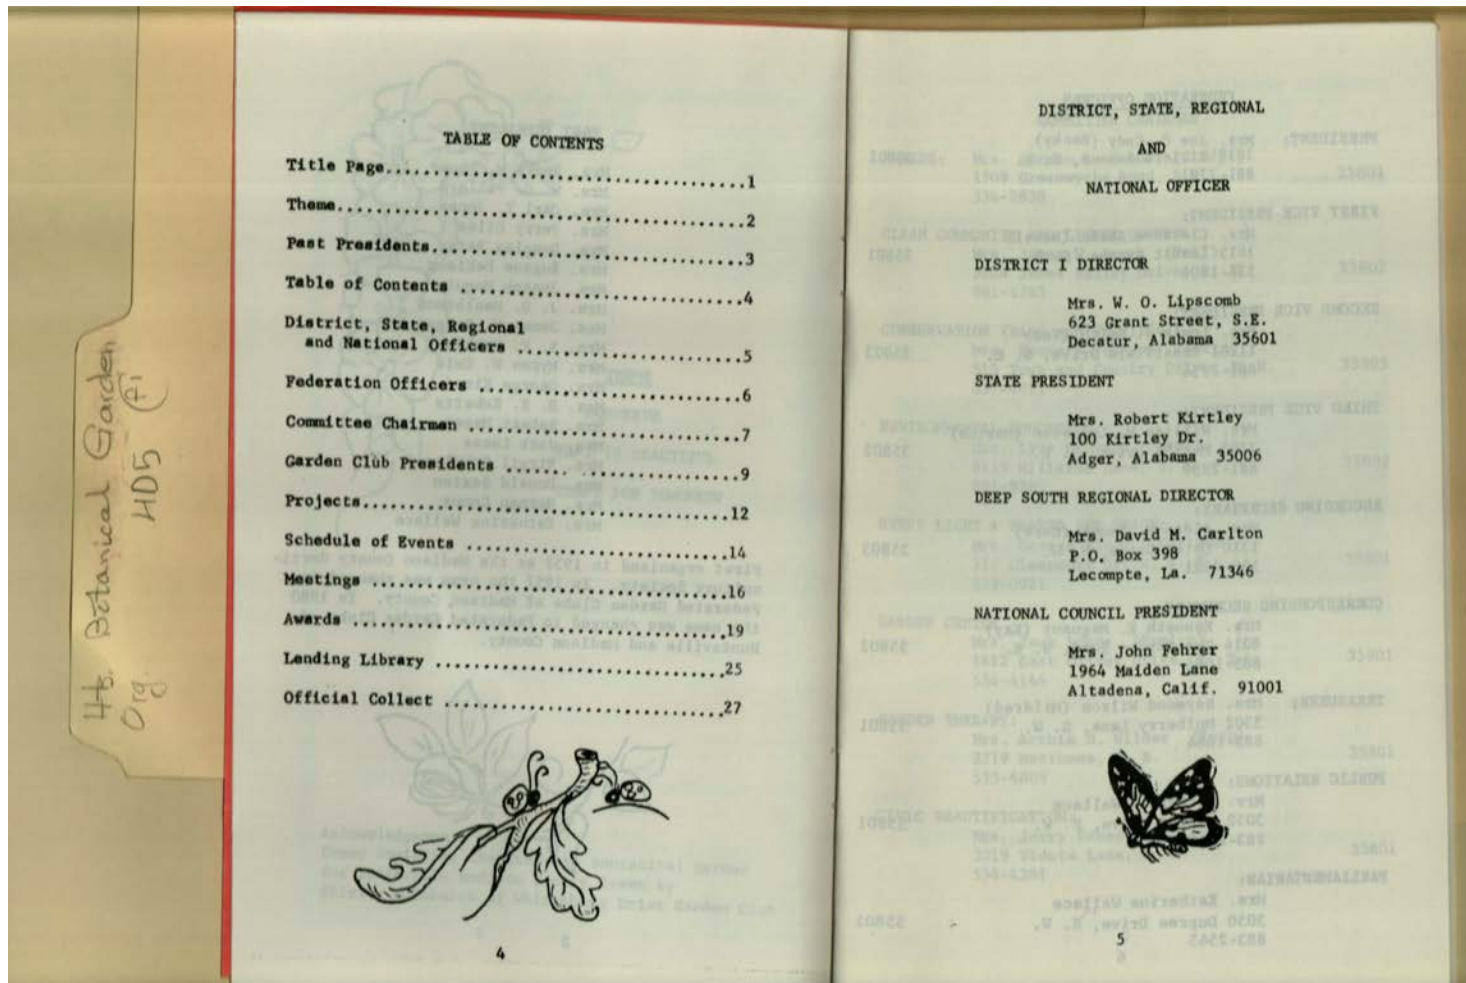 Hts. Botanical Garden
Org. HD5
TABLE OF CONTENTS
Title Page..........................................1
Theme...............................................2
Past Presidents.....................................3
Table of Contents ..................................4
District, State, Regional
and National Officers ..............................5
Federation Officers ................................6
Committee Chairman .................................7
Garden Club Presidents ....... .....................9
Projects...........................................12
Schedule of Events ................................14
Meetings ..........................................16
Awards ............................................19
Lending Library ...................................25
Official Collect ..................................27
4
DISTRICT, STATE, REGIONAL
AND
NATIONAL OFFICER
DISTRICT I DIRECTOR
Mrs. W. O. Lipscomb
623 Grant Street, S.E.
Decatur, Alabama 35601
STATE PRESIDENT
Mrs. Robert Kirtley
100 Kirtley Dr.
Adger, Alabama 35006
DEEP SOUTH REGIONAL DIRECTOR
Mrs. David M. Carlton
P.O. Box 398
Lecompte, La. 71346
NATIONAL COUNCIL PRESIDENT
Mrs. John Fehrer
1964 Maiden Lane
Altadena, Calif. 91001
5